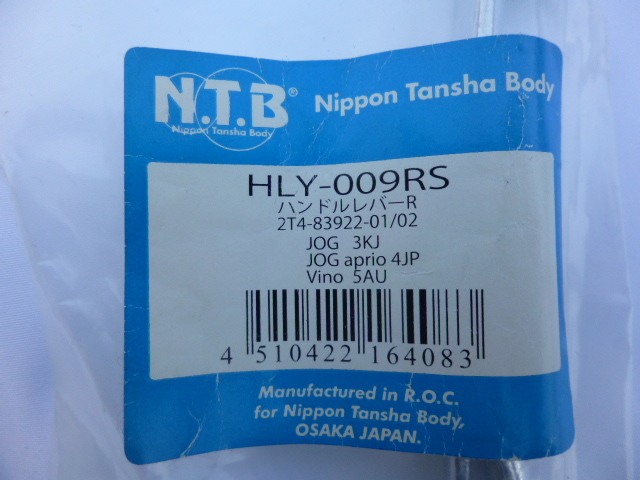 N.T.B®
Nippon Tansha Body
Nippon Tansha Body
HLY-009RS
ハンドルレバーR
2T4-83922-01/02
JOG 3KJ
JOG aprio 4JP
Vino 5AU
4 510422 164083
Manufactured in R.O.C.
for Nippon Tansha Body,
OSAKA JAPAN.